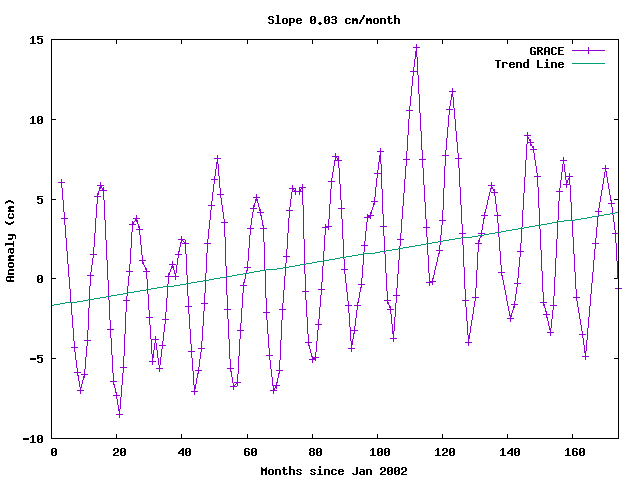 Slope 0.03 cm/month
GRACE
Trend Line
15
10
5
0
-5
-10
Anomaly (cm)
0 20 40 60 80 100 120 140 160
Months since Jan 2002